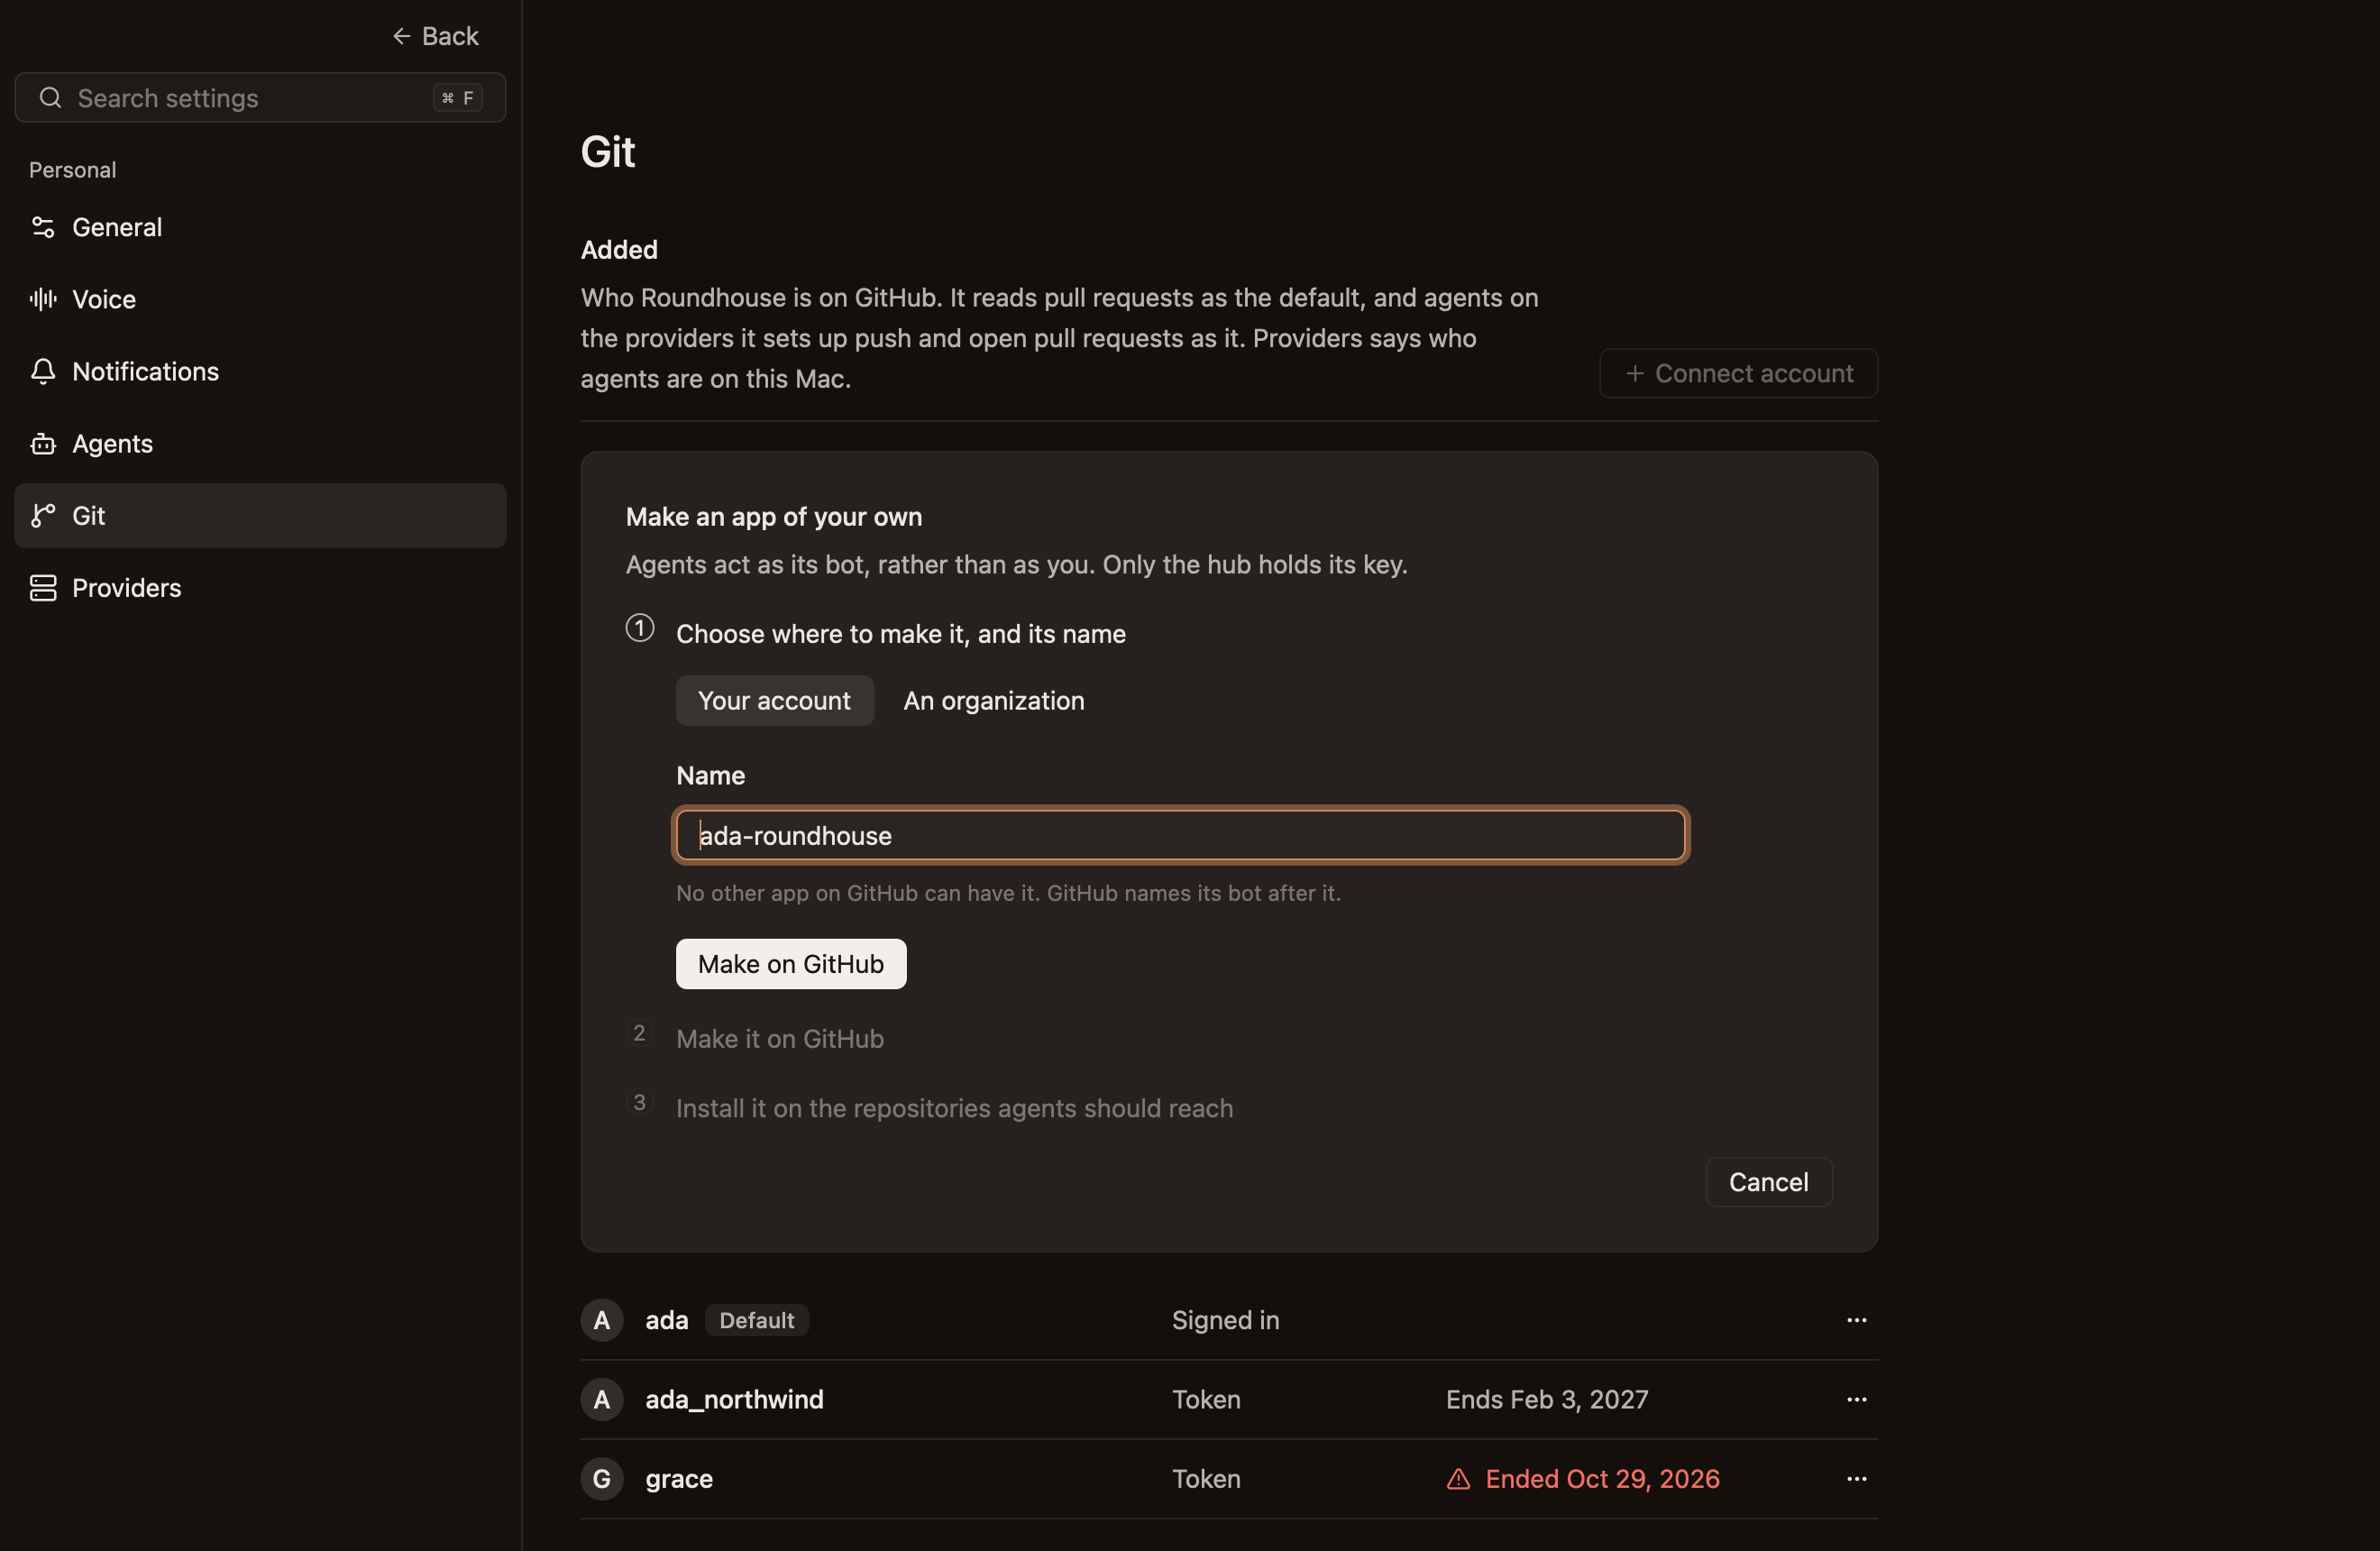 ← Back
Search settings
⌘ F
Personal
General
Voice
Notifications
Agents
Git
Providers
Git
Added
Who Roundhouse is on GitHub. It reads pull requests as the default, and agents on
the providers it sets up push and open pull requests as it. Providers says who
agents are on this Mac.
+ Connect account
Make an app of your own
Agents act as its bot, rather than as you. Only the hub holds its key.
1 Choose where to make it, and its name
Your account An organization
Name
ada-roundhouse
No other app on GitHub can have it. GitHub names its bot after it.
Make on GitHub
2 Make it on GitHub
3 Install it on the repositories agents should reach
Cancel
A ada Default Signed in ...
A ada_northwind Token Ends Feb 3, 2027 ...
G grace Token Ended Oct 29, 2026 ...